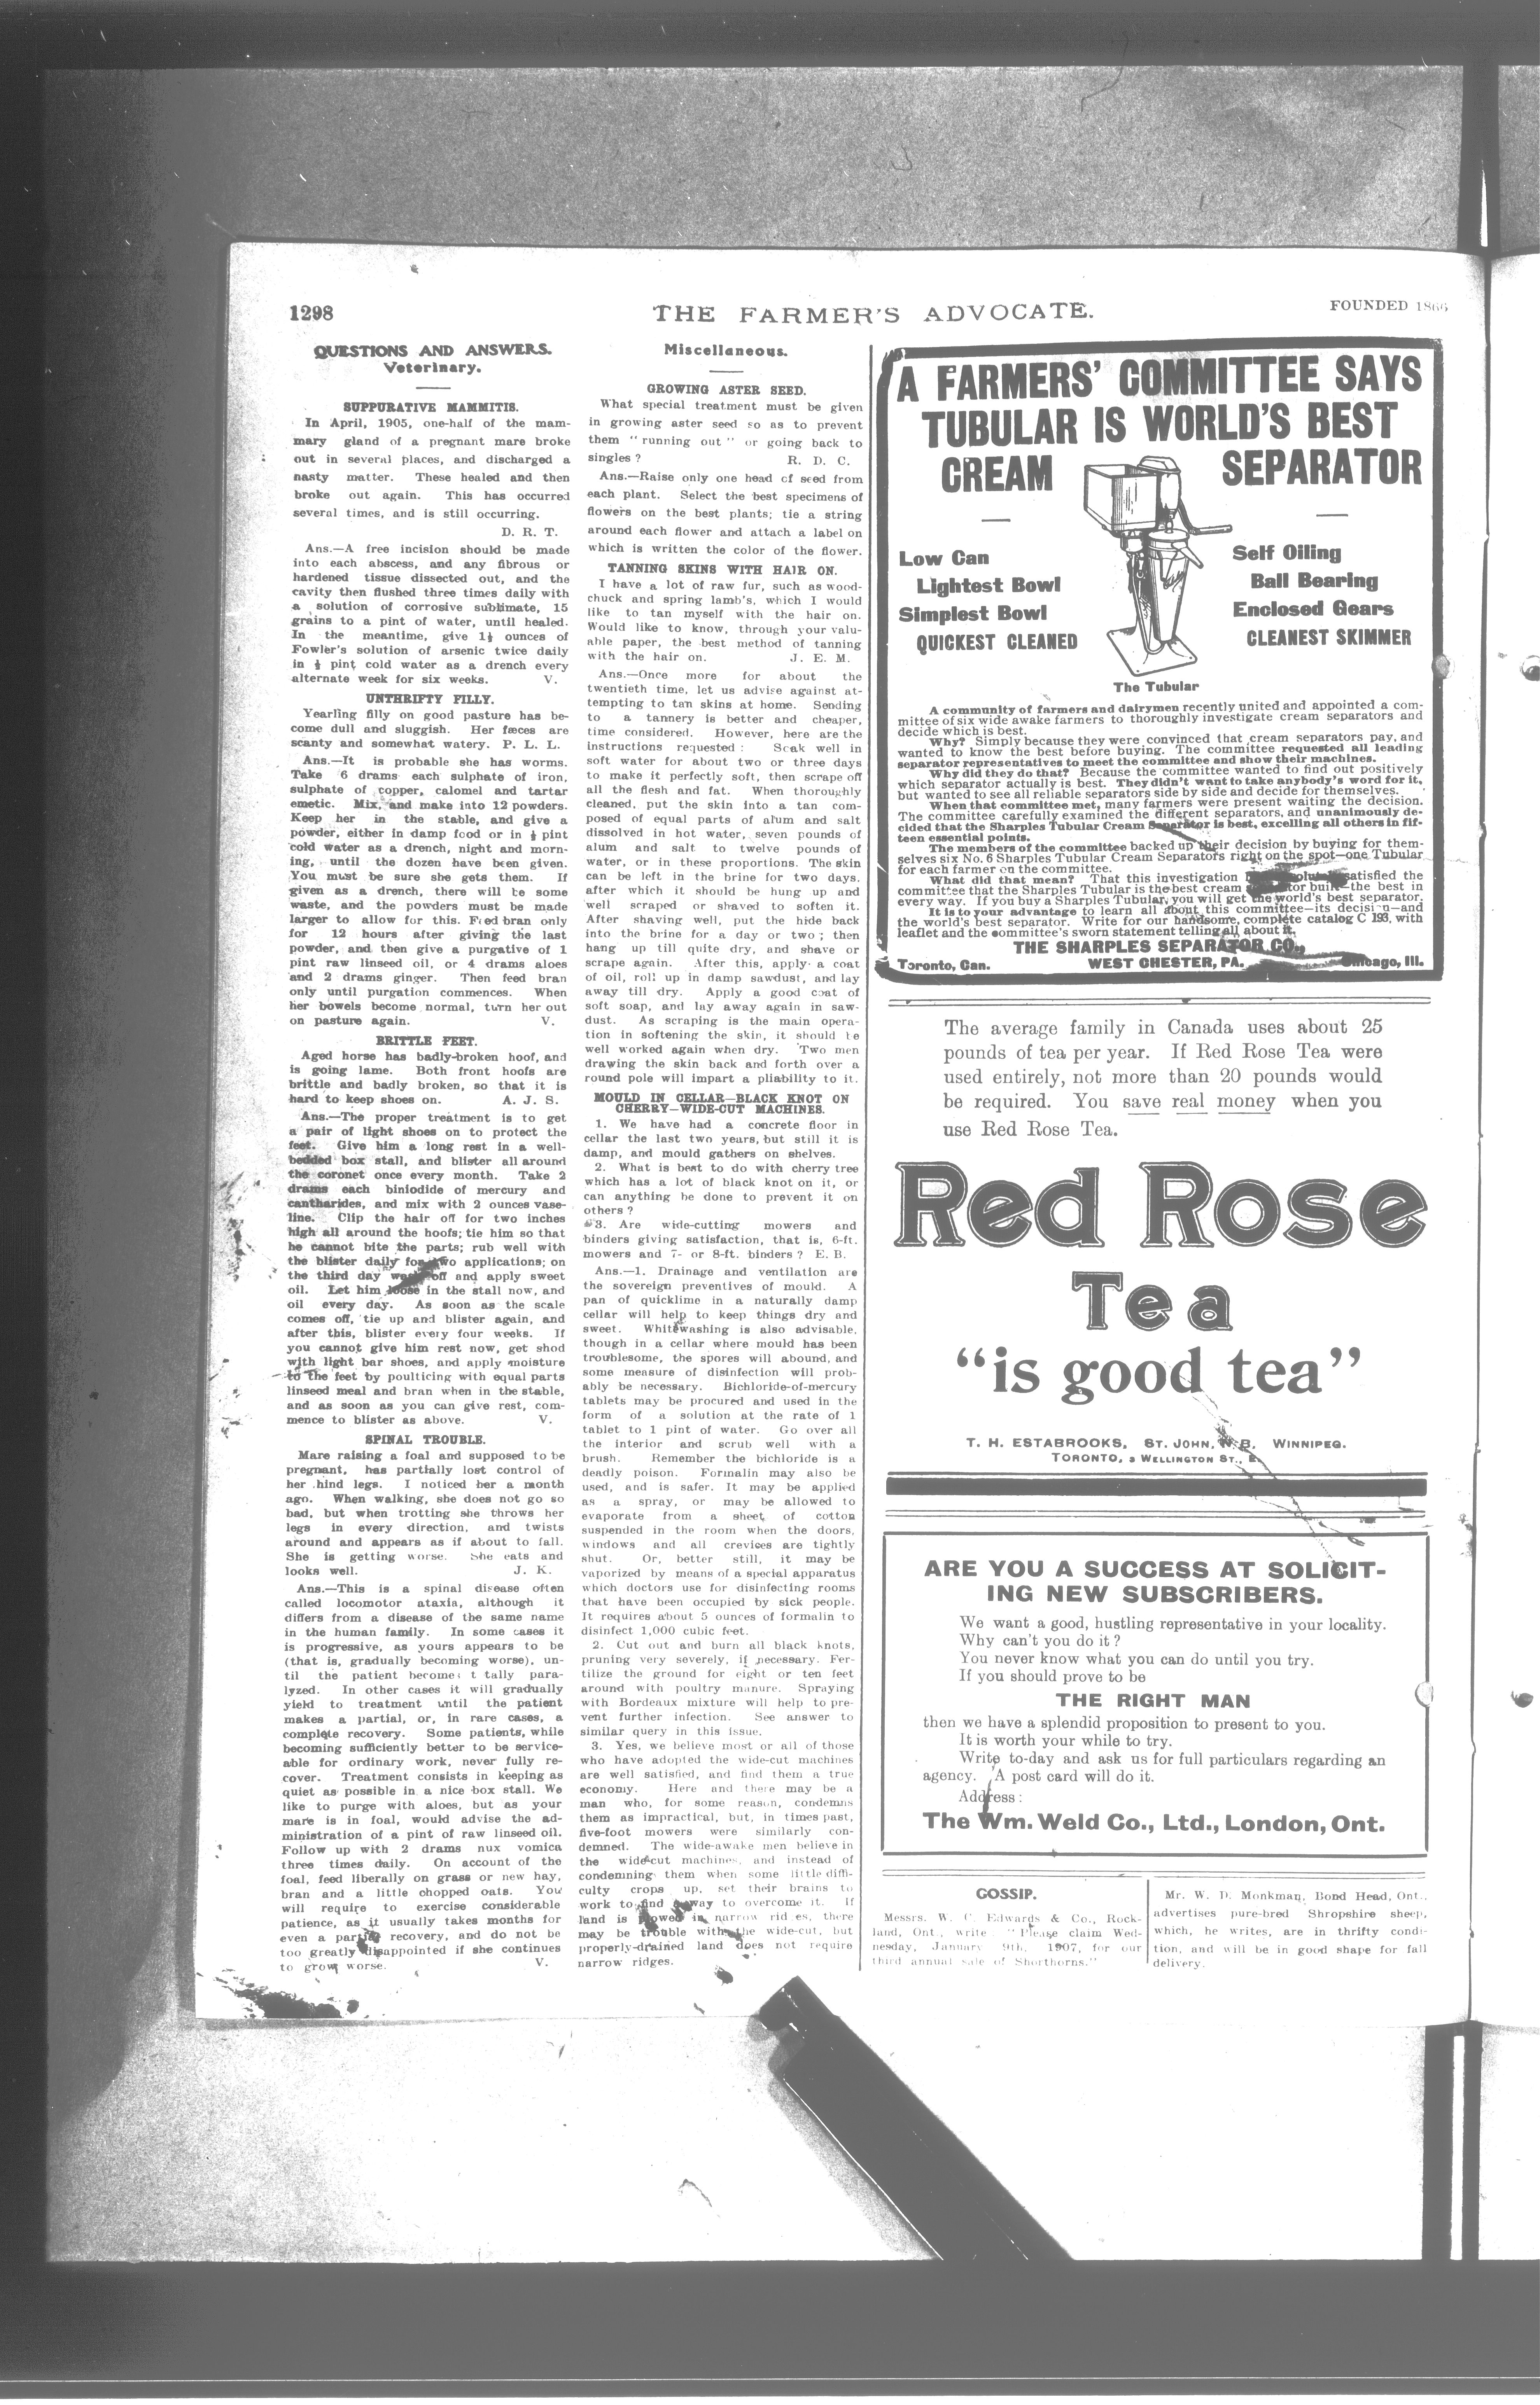 1298
THE FARMER'S ADVOCATE.
FOUNDED 1866
QUESTIONS AND ANSWERS.
Veterinary.
SUPPURATIVE MAMMITIS.
In April, 1905, one-half of the mam-
mary gland of a pregnant mare broke
out in several places, and discharged a
nasty matter. These healed and then
broke out again. This has occurred
several times, and is still occurring.
D. R. T.
Ans.—A free incision should be made
into each abscess, and any fibrous or
hardened tissue dissected out, and the
cavity then flushed three times daily with
a solution of corrosive sublimate, 15
grains to a pint of water, until healed.
In the meantime, give 1½ ounces of
Fowler's solution of arsenic twice daily
in ½ pint cold water as a drench every
alternate week for six weeks. V.
UNTHRIFTY FILLY.
Yearling filly on good pasture has be-
come dull and sluggish. Her fæces are
scanty and somewhat watery. P. L. L.
Ans.—It is probable she has worms.
Take 6 drams each sulphate of iron,
sulphate of copper, calomel and tartar
emetic. Mix, and make into 12 powders.
Keep her in the stable, and give a
powder, either in damp food or in ½ pint
cold water as a drench, night and morn-
ing, until the dozen have been given.
You must be sure she gets them. If
given as a drench, there will be some
waste, and the powders must be made
larger to allow for this. Feed bran only
for 12 hours after giving the last
powder, and then give a purgative of 1
pint raw linseed oil, or 4 drams aloes
and 2 drams ginger. Then feed bran
only until purgation commences. When
her bowels become normal, turn her out
on pasture again. V.
BRITTLE FEET.
Aged horse has badly-broken hoof, and
is going lame. Both front hoofs are
brittle and badly broken, so that it is
hard to keep shoes on. A. J. S.
Ans.—The proper treatment is to get
a pair of light shoes on to protect the
feet. Give him a long rest in a well-
bedded box stall, and blister all around
the coronet once every month. Take 2
drams each biniodide of mercury and
cantharides, and mix with 2 ounces vase-
line. Clip the hair off for two inches
high all around the hoofs; tie him so that
he cannot bite the parts; rub well with
the blister daily for two applications; on
the third day wash off and apply sweet
oil. Let him loose in the stall now, and
oil every day. As soon as the scale
comes off, tie up and blister again, and
after this, blister every four weeks. If
you cannot give him rest now, get shod
with light bar shoes, and apply moisture
to the feet by poulticing with equal parts
linseed meal and bran when in the stable,
and as soon as you can give rest, com-
mence to blister as above. V.
SPINAL TROUBLE.
Mare raising a foal and supposed to be
pregnant, has partially lost control of
her hind legs. I noticed her a month
ago. When walking, she does not go so
bad, but when trotting she throws her
legs in every direction, and twists
around and appears as if about to fall.
She is getting worse. She eats and
looks well. J. K.
Ans.—This is a spinal disease often
called locomotor ataxia, although it
differs from a disease of the same name
in the human family. In some cases it
is progressive, as yours appears to be
(that is, gradually becoming worse), un-
til the patient becomes t tally para-
lyzed. In other cases it will gradually
yield to treatment until the patient
makes a partial, or, in rare cases, a
complete recovery. Some patients, while
becoming sufficiently better to be service-
able for ordinary work, never fully re-
cover. Treatment consists in keeping as
quiet as possible in a nice box stall. We
like to purge with aloes, but as your
mare is in foal, would advise the ad-
ministration of a pint of raw linseed oil.
Follow up with 2 drams nux vomica
three times daily. On account of the
foal, feed liberally on grass or new hay,
bran and a little chopped oats. You
will require to exercise considerable
patience, as it usually takes months for
even a partial recovery, and do not be
too greatly disappointed if she continues
to grow worse. V.
Miscellaneous.
GROWING ASTER SEED.
What special treatment must be given
in growing aster seed so as to prevent
them "running out" or going back to
singles? R. D. C.
Ans.—Raise only one head of seed from
each plant. Select the best specimens of
flowers on the best plants; tie a string
around each flower and attach a label on
which is written the color of the flower.
TANNING SKINS WITH HAIR ON.
I have a lot of raw fur, such as wood-
chuck and spring lamb's, which I would
like to tan myself with the hair on.
Would like to know, through your valu-
able paper, the best method of tanning
with the hair on. J. E. M.
Ans.—Once more for about the
twentieth time, let us advise against at-
tempting to tan skins at home. Sending
to a tannery is better and cheaper,
time considered. However, here are the
instructions requested: Soak well in
soft water for about two or three days
to make it perfectly soft, then scrape off
all the flesh and fat. When thoroughly
cleaned, put the skin into a tan com-
posed of equal parts of alum and salt
dissolved in hot water, seven pounds of
alum and salt to twelve pounds of
water, or in these proportions. The skin
can be left in the brine for two days,
after which it should be hung up and
well scraped or shaved to soften it.
After shaving well, put the hide back
into the brine for a day or two; then
hang up till quite dry, and shave or
scrape again. After this, apply a coat
of oil, roll up in damp sawdust, and lay
away till dry. Apply a good coat of
soft soap, and lay away again in saw-
dust. As scraping is the main opera-
tion in softening the skin, it should be
well worked again when dry. Two men
drawing the skin back and forth over a
round pole will impart a pliability to it.
MOULD IN CELLAR—BLACK KNOT ON
CHERRY—WIDE-CUT MACHINES.
1. We have had a concrete floor in
cellar the last two years, but still it is
damp, and mould gathers on shelves.
2. What is best to do with cherry tree
which has a lot of black knot on it, or
can anything be done to prevent it on
others?
3. Are wide-cutting mowers and
binders giving satisfaction, that is, 6-ft.
mowers and 7- or 8-ft. binders? E. B.
Ans.—1. Drainage and ventilation are
the sovereign preventives of mould. A
pan of quicklime in a naturally damp
cellar will help to keep things dry and
sweet. Whitewashing is also advisable,
though in a cellar where mould has been
troublesome, the spores will abound, and
some measure of disinfection will prob-
ably be necessary. Bichloride-of-mercury
tablets may be procured and used in the
form of a solution at the rate of 1
tablet to 1 pint of water. Go over all
the interior and scrub well with a
brush. Remember the bichloride is a
deadly poison. Formalin may also be
used, and is safer. It may be applied
as a spray, or may be allowed to
evaporate from a sheet of cotton
suspended in the room when the doors,
windows and all crevices are tightly
shut. Or, better still, it may be
vaporized by means of a special apparatus
which doctors use for disinfecting rooms
that have been occupied by sick people.
It requires about 5 ounces of formalin to
disinfect 1,000 cubic feet.
2. Cut out and burn all black knots,
pruning very severely, if necessary. Fer-
tilize the ground for eight or ten feet
around with poultry manure. Spraying
with Bordeaux mixture will help to pre-
vent further infection. See answer to
similar query in this issue.
3. Yes, we believe most or all of those
who have adopted the wide-cut machines
are well satisfied, and find them a true
economy. Here and there may be a
man who, for some reason, condemns
them as impractical, but, in times past,
five-foot mowers were similarly con-
demned. The wide-awake men believe in
the wide-cut machines, and instead of
condemning them when some little diffi-
culty crops up, set their brains to
work to find a way to overcome it. If
land is plowed in narrow rid es, there
may be trouble with the wide-cut, but
properly-drained land does not require
narrow ridges.
A FARMERS' COMMITTEE SAYS
TUBULAR IS WORLD'S BEST
CREAM SEPARATOR
Low Can
Lightest Bowl
Simplest Bowl
QUICKEST CLEANED
Self Oiling
Ball Bearing
Enclosed Gears
CLEANEST SKIMMER
The Tubular
A community of farmers and dairymen recently united and appointed a com-
mittee of six wide awake farmers to thoroughly investigate cream separators and
decide which is best.
Why? Simply because they were convinced that cream separators pay, and
wanted to know the best before buying. The committee requested all leading
separator representatives to meet the committee and show their machines.
Why did they do that? Because the committee wanted to find out positively
which separator actually is best. They didn't want to take anybody's word for it,
but wanted to see all reliable separators side by side and decide for themselves.
When that committee met, many farmers were present waiting the decision.
The committee carefully examined the different separators, and unanimously de-
cided that the Sharples Tubular Cream Separator is best, excelling all others in fif-
teen essential points.
The members of the committee backed up their decision by buying for them-
selves six No. 6 Sharples Tubular Cream Separators right on the spot—one Tubular
for each farmer on the committee.
What did that mean? That this investigation satisfied the
committee that the Sharples Tubular is the best cream built—the best in
every way. If you buy a Sharples Tubular, you will get the world's best separator.
It is to your advantage to learn all about this committee—its decision—and
the world's best separator. Write for our handsome, complete catalog C 193, with
leaflet and the committee's sworn statement telling all about it.
THE SHARPLES SEPARATOR CO.,
Toronto, Can. WEST CHESTER, PA. Chicago, Ill.
The average family in Canada uses about 25
pounds of tea per year. If Red Rose Tea were
used entirely, not more than 20 pounds would
be required. You save real money when you
use Red Rose Tea.
Red Rose
Tea
"is good tea"
T. H. ESTABROOKS, ST. JOHN, N. B. WINNIPEG.
TORONTO, 3 WELLINGTON ST., E.
ARE YOU A SUCCESS AT SOLICIT-
ING NEW SUBSCRIBERS.
We want a good, hustling representative in your locality.
Why can't you do it?
You never know what you can do until you try.
If you should prove to be
THE RIGHT MAN
then we have a splendid proposition to present to you.
It is worth your while to try.
Write to-day and ask us for full particulars regarding an
agency. A post card will do it.
Address:
The Wm. Weld Co., Ltd., London, Ont.
GOSSIP.
Messrs. W. C. Edwards & Co., Rock-
land, Ont., write: "Please claim Wed-
nesday, January 9th, 1907, for our
third annual sale of Shorthorns."
Mr. W. D. Monkman, Bond Head, Ont.,
advertises pure-bred Shropshire sheep,
which, he writes, are in thrifty condi-
tion, and will be in good shape for fall
delivery.